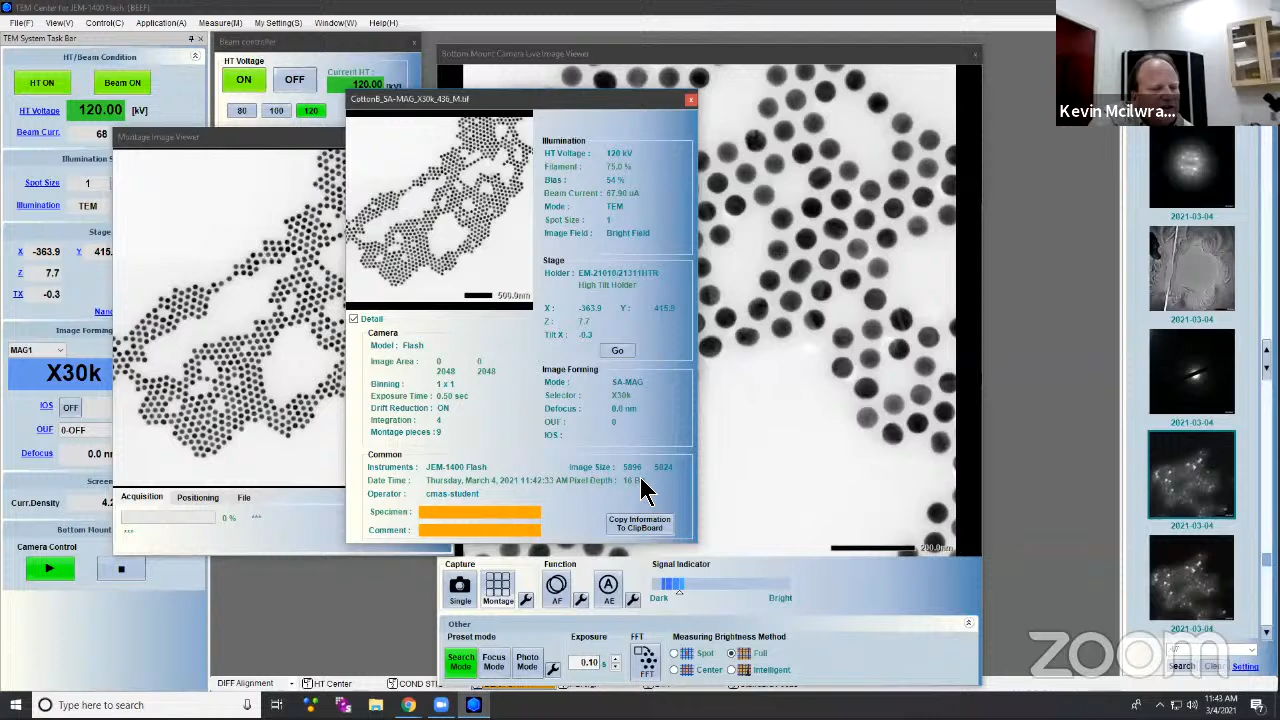 TEM Center for JEM-1400 Flash (BEEF)
File(F) View(V)
Measure(M) Window(W) Help(H)
TEM System Task Bar
HT/Beam Condition
HT ON Beam ON
HT Voltage 120.00 [kV]
Beam Curr. 68
Spot Size 1
Illumination TEM
Stage
X -363.9 Y 415.
Z 7.7
TX -0.3
Image Forming
MAG1
X30k
IOS OFF
OUF 0-OFF
Defocus 0.0 nm
Curr.Density 4.2
Bottom Mount
Camera Control
Beam controller
HT Voltage
ON OFF
Current HT:
120.00
80 100 120
Montage Image Viewer
Acquisition Positioning File
0 % ***
***
CottonB_SA-MAG_X30k_436_M.tif
500.0nm
Illumination
HT Voltage : 120 kV
Filament : 75.0 %
Bias : 54 %
Beam Current : 67.90 uA
Mode : TEM
Spot Size : 1
Image Field : Bright Field
Stage
Holder : EM-21010/21311HTR
High Tilt Holder
X : -363.9 Y : 415.9
Z : 7.7
Tilt X : -0.3
Go
Image Forming
Mode : SA-MAG
Selector : X30k
Defocus : 0.0 nm
OUF : 0
IOS :
Detail
Camera
Model : Flash
Image Area : 0 0
2048 2048
Binning : 1 x 1
Exposure Time : 0.50 sec
Drift Reduction : ON
Integration : 4
Montage pieces : 9
Common
Instruments : JEM-1400 Flash Image Size : 5896 5824
Date Time : Thursday, March 4, 2021 11:42:33 AM Pixel Depth : 16
Operator : cmas-student
Specimen :
Comment :
Copy Information
To ClipBoard
Bottom Mount Camera Live Image Viewer
200.0nm
Capture Function Signal Indicator
Single Montage AF AE
Dark Bright
Other
Preset mode Exposure FFT Measuring Brightness Method
Search Mode Focus Mode Photo Mode
0.10 s
FFT
Spot Full
Center Intelligent
DIFF Alignment HT Center COND STI
Kevin Mcilwra...
2021-03-04
2021-03-04
2021-03-04
2021-03-04
2021-03-04
Search Clear Setting
zoom
Type here to search
11:43 AM
3/4/2021